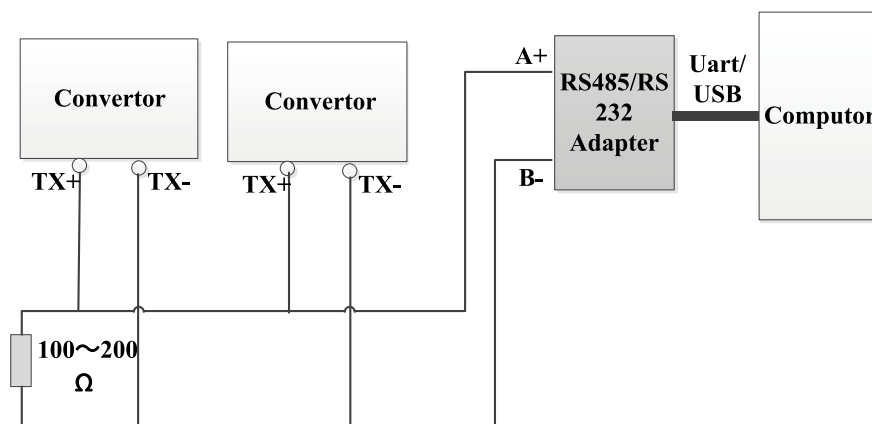 Convertor
TX+
TX-
Convertor
TX+
TX-
A+
B-
RS485/RS
232
Adapter
Uart/
USB
Computor
100～200
Ω